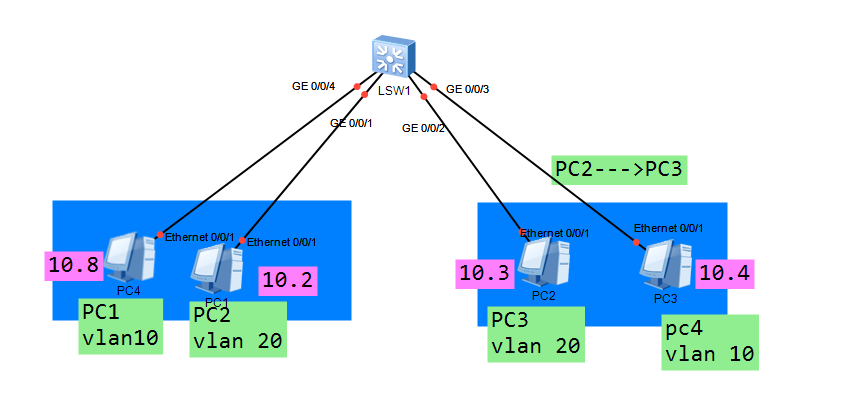 LSW1
GE 0/0/4
GE 0/0/3
GE 0/0/1
GE 0/0/2
PC2--->PC3
Ethernet 0/0/1
Ethernet 0/0/1
Ethernet 0/0/1
Ethernet 0/0/1
10.8
10.2
10.3
10.4
PC4
PC1
PC2
PC3
PC1
vlan10
PC2
vlan 20
PC3
vlan 20
pc4
vlan 10